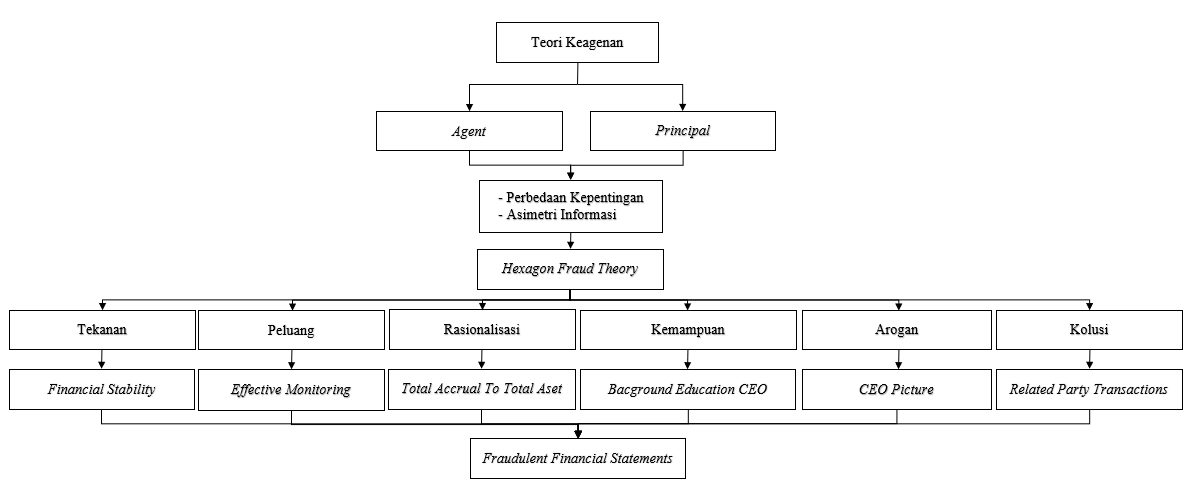 Teori Keagenan
Agent
Principal
- Perbedaan Kepentingan
- Asimetri Informasi
Hexagon Fraud Theory
Tekanan
Peluang
Rasionalisasi
Kemampuan
Arogan
Kolusi
Financial Stability
Effective Monitoring
Total Accrual To Total Aset
Bacground Education CEO
CEO Picture
Related Party Transactions
Fraudulent Financial Statements